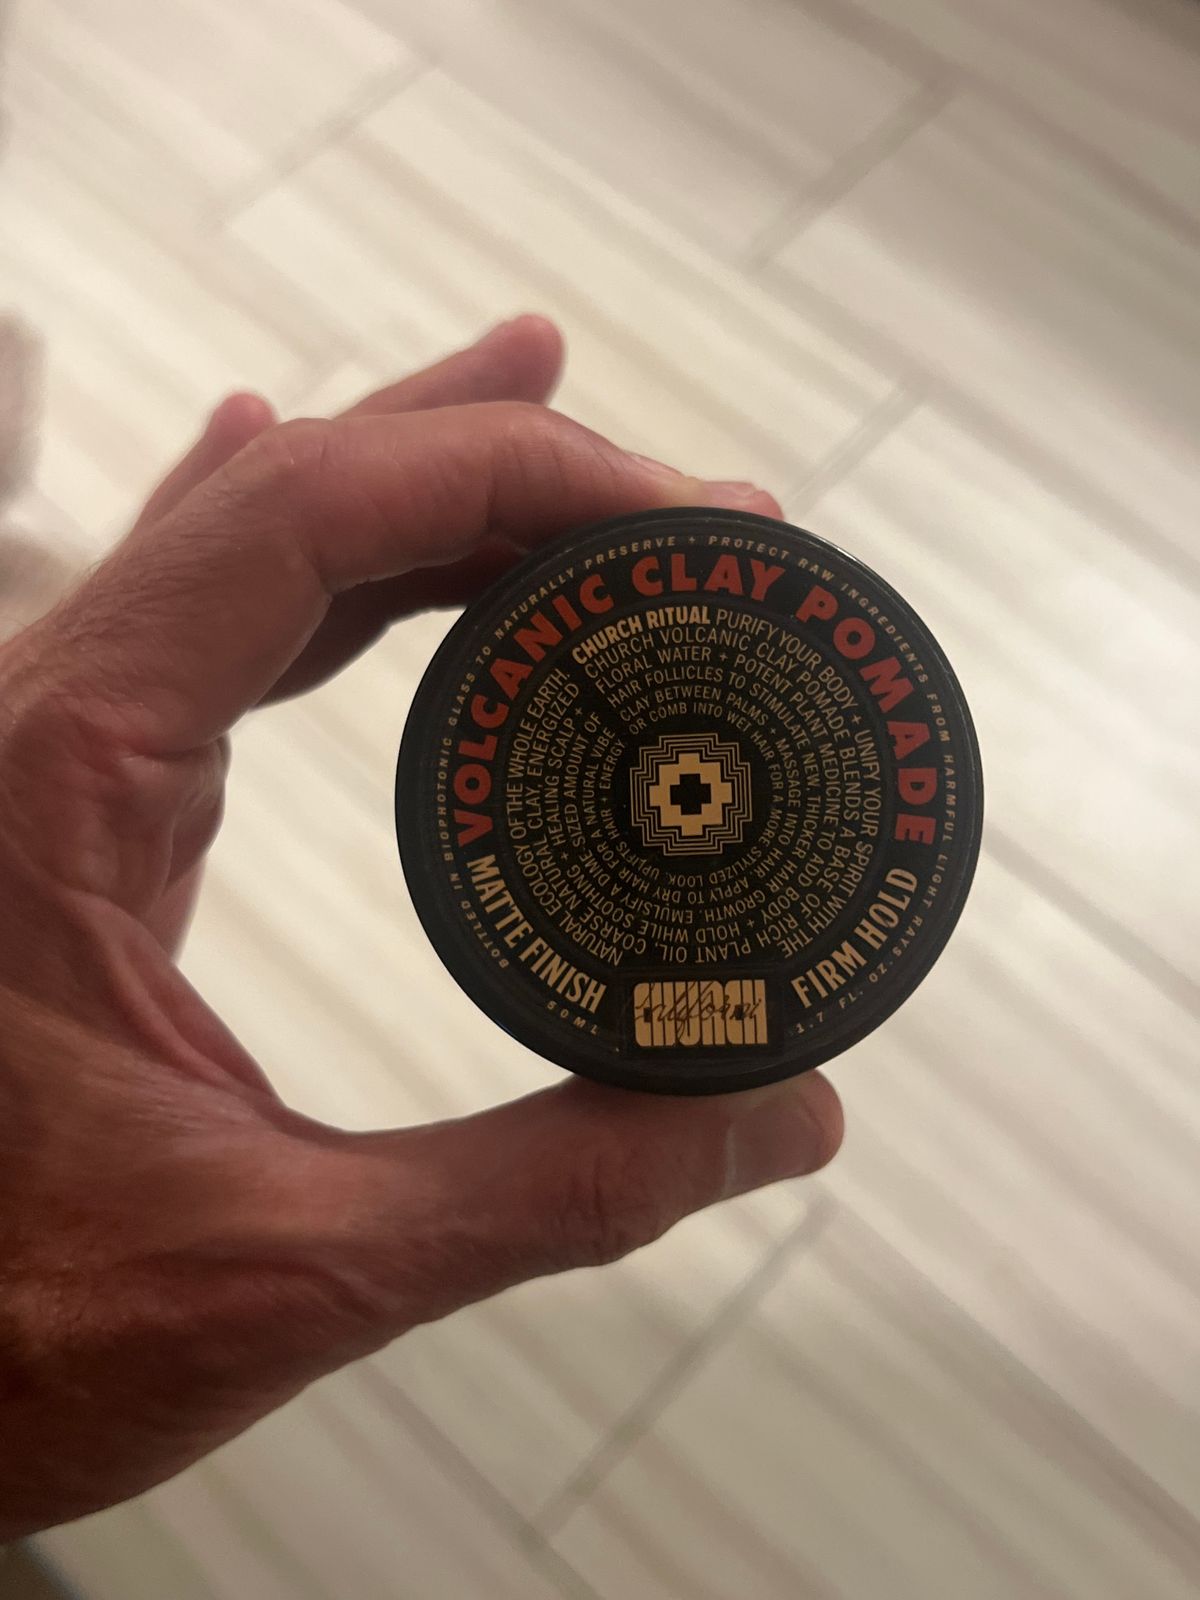 BOTTLED IN BIOPHOTONIC GLASS TO NATURALLY PRESERVE + PROTECT RAW INGREDIENTS FROM HARMFUL LIGHT RAYS.
VOLCANIC CLAY POMADE
CHURCH RITUAL PURIFY YOUR BODY + UNIFY YOUR SPIRIT WITH THE NATURAL ECOLOGY OF THE WHOLE EARTH.
CHURCH VOLCANIC CLAY POMADE BLENDS A BASE OF RICH PLANT OIL, COARSE NATURAL CLAY, ENERGIZED
FLORAL WATER + POTENT PLANT MEDICINE TO ADD BODY + HOLD WHILE SOOTHING + HEALING SCALP +
HAIR FOLLICLES TO STIMULATE NEW THICKER HAIR GROWTH. EMULSIFY A DIME SIZED AMOUNT OF
CLAY BETWEEN PALMS + MASSAGE INTO HAIR. APPLY TO DRY HAIR FOR A NATURAL VIBE
OR COMB INTO WET HAIR FOR A MORE STYLIZED LOOK. UPLIFTS HAIR + ENERGY
MATTE FINISH
FIRM HOLD
50ML
1.7 FL. OZ.
CHURCH
California